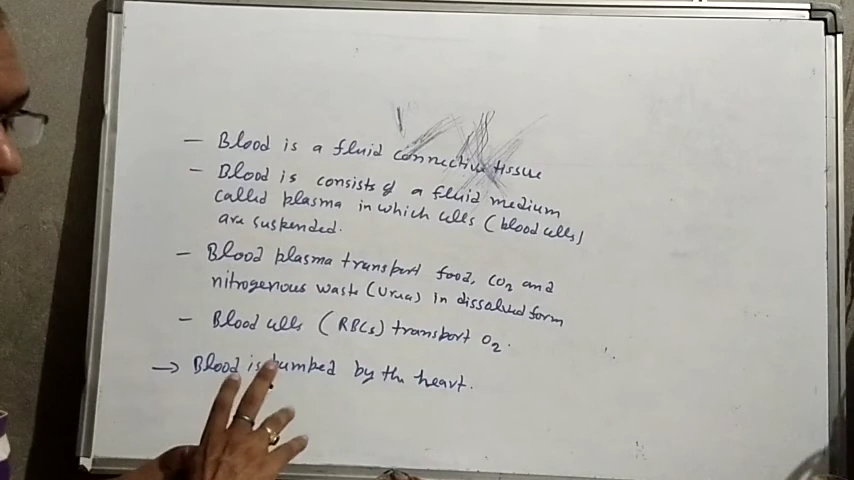 - Blood is a fluid connective tissue
- Blood is consists of a fluid medium
called plasma in which cells (blood cells)
are suspended.
- Blood plasma transport food, CO2 and
nitrogenous waste (Urea) in dissolved form
- Blood cells (RBCs) transport O2.
→ Blood is pumped by the heart.